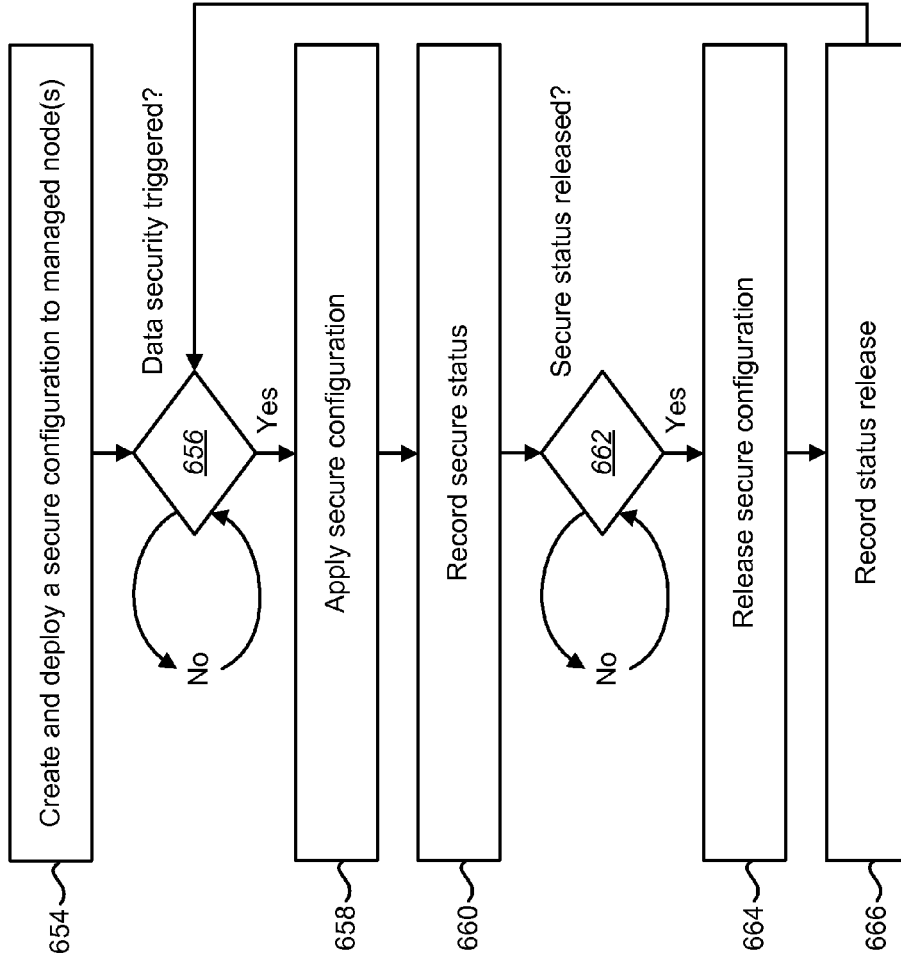 654
Create and deploy a secure configuration to managed node(s)
Data security triggered?
656
No
Yes
658
Apply secure configuration
660
Record secure status
Secure status released?
662
No
Yes
664
Release secure configuration
666
Record status release